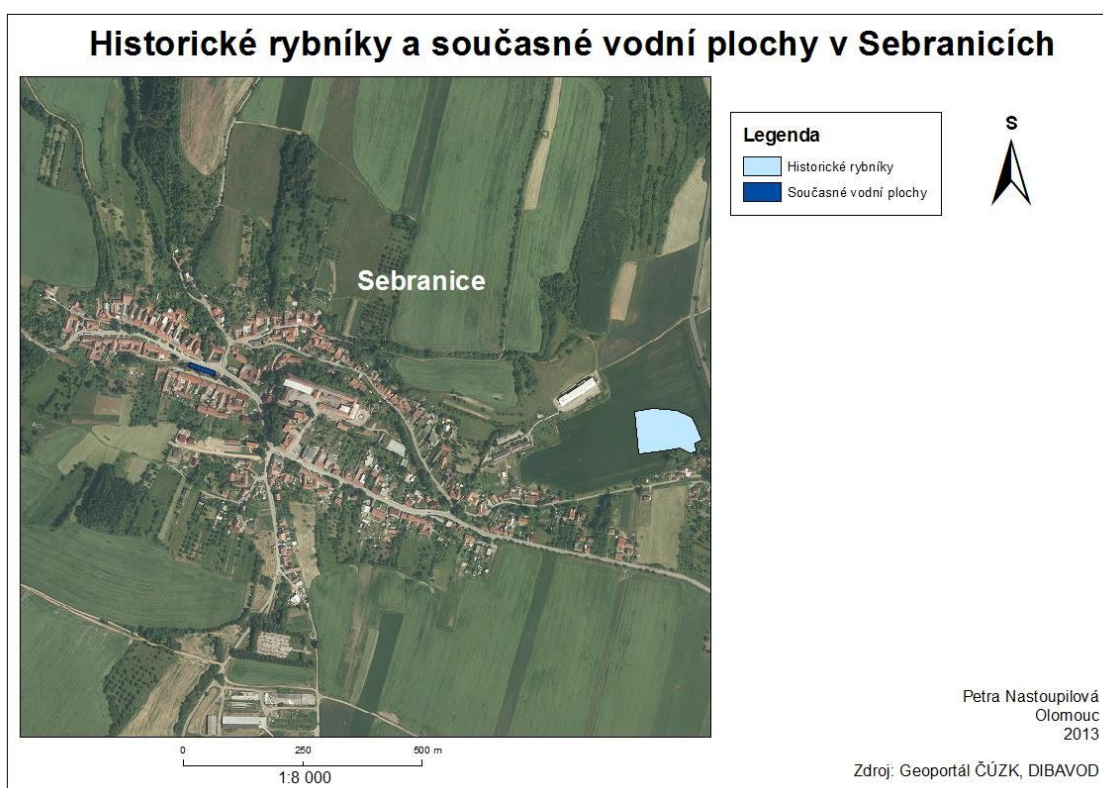 Historické rybníky a současné vodní plochy v Sebranicích
Sebranice
Legenda
Historické rybníky
Současné vodní plochy
S
0 250 500 m
1:8 000
Petra Nastoupilová
Olomouc
2013
Zdroj: Geoportál ČÚZK, DIBAVOD